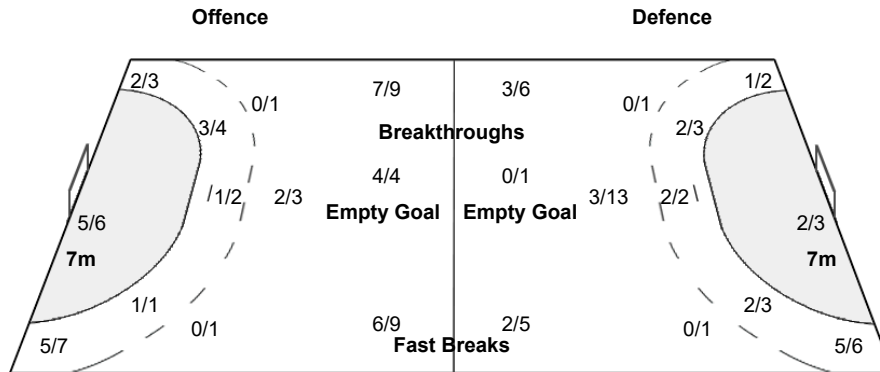 Offence Defence
2/3 7/9 3/6 1/2
0/1 0/1
3/4 Breakthroughs 2/3
4/4 0/1
1/2 2/3 3/13 2/2
Empty Goal Empty Goal
5/6 2/3
7m 7m
1/1 2/3
0/1 6/9 2/5 0/1
5/7 Fast Breaks 5/6